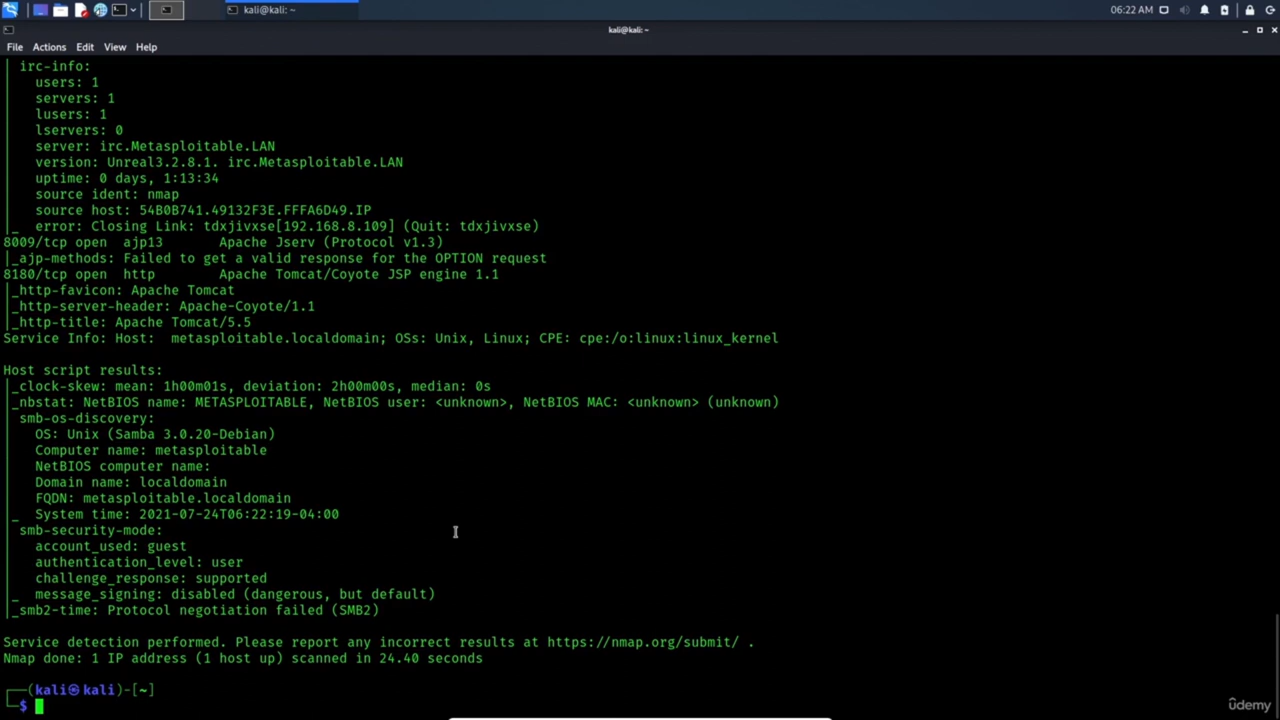 kali@kali: ~
06:22 AM
kali@kali:~
File Actions Edit View Help
| irc-info:
|   users: 1
|   servers: 1
|   lusers: 1
|   lservers: 0
|   server: irc.Metasploitable.LAN
|   version: Unreal3.2.8.1. irc.Metasploitable.LAN
|   uptime: 0 days, 1:13:34
|   source ident: nmap
|   source host: 54B0B741.49132F3E.FFFA6D49.IP
|_  error: Closing Link: tdxjivxse[192.168.8.109] (Quit: tdxjivxse)
8009/tcp open  ajp13       Apache Jserv (Protocol v1.3)
|_ajp-methods: Failed to get a valid response for the OPTION request
8180/tcp open  http        Apache Tomcat/Coyote JSP engine 1.1
|_http-favicon: Apache Tomcat
|_http-server-header: Apache-Coyote/1.1
|_http-title: Apache Tomcat/5.5
Service Info: Host:  metasploitable.localdomain; OSs: Unix, Linux; CPE: cpe:/o:linux:linux_kernel
Host script results:
|_clock-skew: mean: 1h00m01s, deviation: 2h00m00s, median: 0s
|_nbstat: NetBIOS name: METASPLOITABLE, NetBIOS user: <unknown>, NetBIOS MAC: <unknown> (unknown)
| smb-os-discovery:
|   OS: Unix (Samba 3.0.20-Debian)
|   Computer name: metasploitable
|   NetBIOS computer name:
|   Domain name: localdomain
|   FQDN: metasploitable.localdomain
|_  System time: 2021-07-24T06:22:19-04:00
| smb-security-mode:
|   account_used: guest
|   authentication_level: user
|   challenge_response: supported
|_  message_signing: disabled (dangerous, but default)
|_smb2-time: Protocol negotiation failed (SMB2)
Service detection performed. Please report any incorrect results at https://nmap.org/submit/ .
Nmap done: 1 IP address (1 host up) scanned in 24.40 seconds
┌──(kali㉿kali)-[~]
└─$
ûdemy